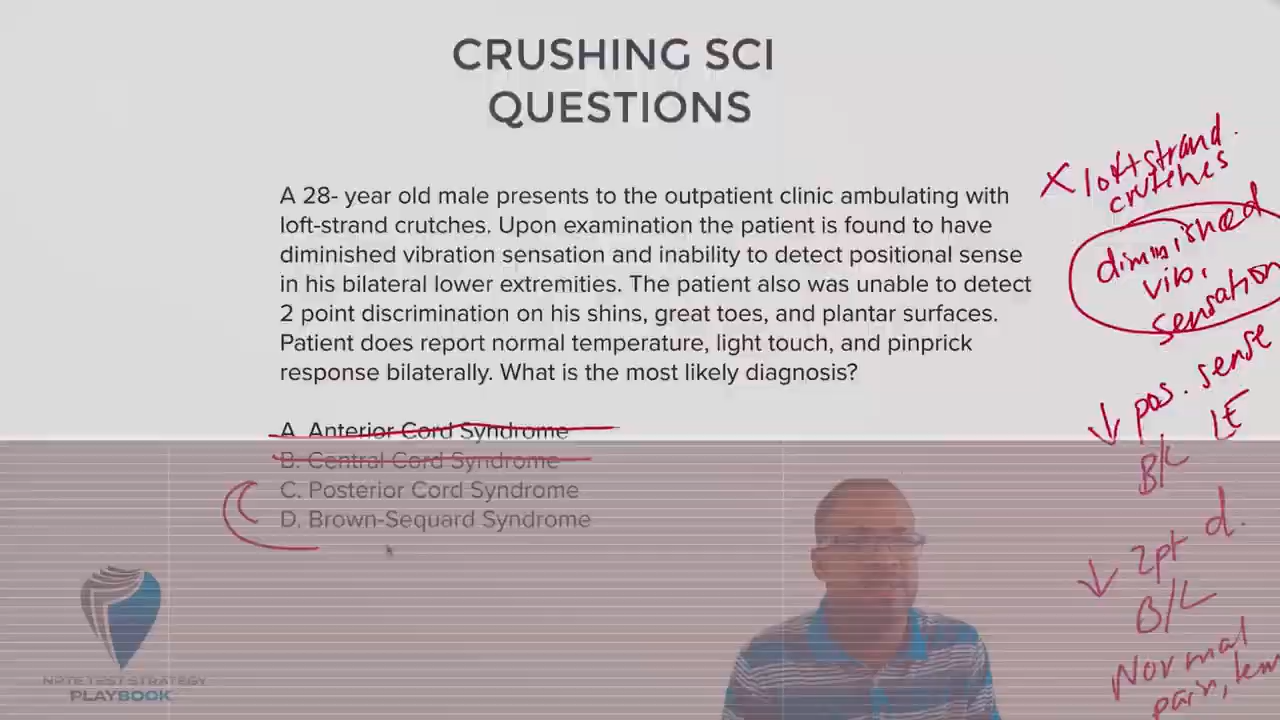 CRUSHING SCI
QUESTIONS
A 28- year old male presents to the outpatient clinic ambulating with
loft-strand crutches. Upon examination the patient is found to have
diminished vibration sensation and inability to detect positional sense
in his bilateral lower extremities. The patient also was unable to detect
2 point discrimination on his shins, great toes, and plantar surfaces.
Patient does report normal temperature, light touch, and pinprick
response bilaterally. What is the most likely diagnosis?
A. Anterior Cord Syndrome
B. Central Cord Syndrome
C. Posterior Cord Syndrome
D. Brown-Sequard Syndrome
X loftstrand.
crutches
diminished
vib.
sensation
↓ pos. sense
B/L LE
↓ 2pt d.
B/L
Normal
pain, tem
NPTE TEST STRATEGY
PLAYBOOK